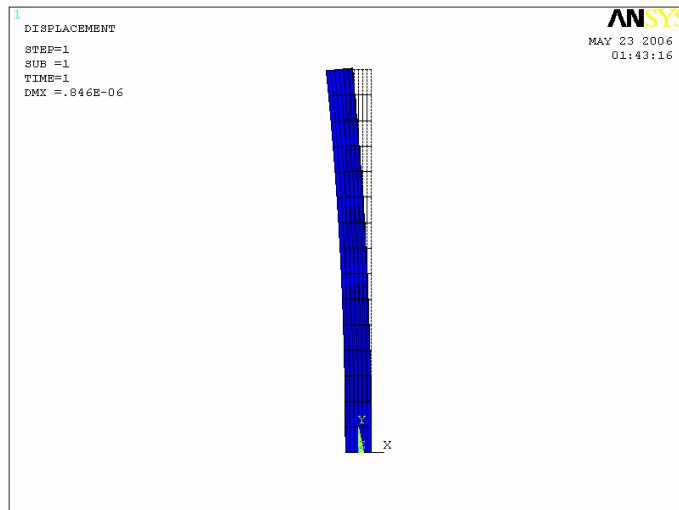 1
DISPLACEMENT
STEP=1
SUB =1
TIME=1
DMX =.846E-06
ANSYS
MAY 23 2006
01:43:16
Y
X